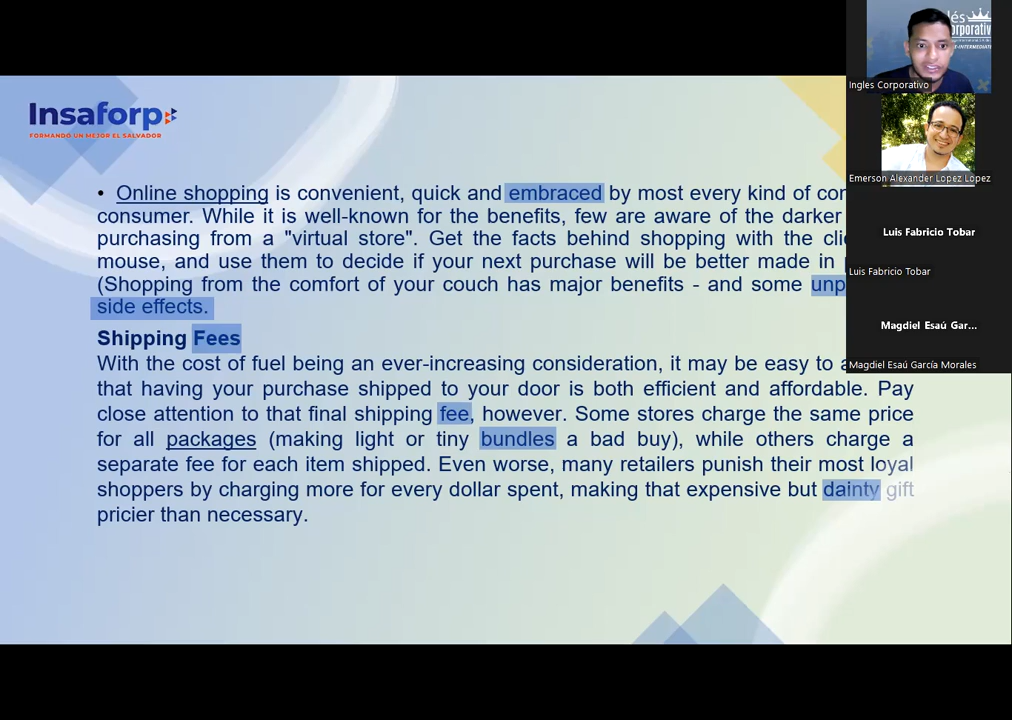 Insaforp
FORMANDO UN MEJOR EL SALVADOR
• Online shopping is convenient, quick and embraced by most every kind of
consumer. While it is well-known for the benefits, few are aware of the darker
purchasing from a "virtual store". Get the facts behind shopping with the
mouse, and use them to decide if your next purchase will be better made in
(Shopping from the comfort of your couch has major benefits - and some
side effects.
Shipping Fees
With the cost of fuel being an ever-increasing consideration, it may be easy to
that having your purchase shipped to your door is both efficient and affordable. Pay
close attention to that final shipping fee, however. Some stores charge the same price
for all packages (making light or tiny bundles a bad buy), while others charge a
separate fee for each item shipped. Even worse, many retailers punish their most loyal
shoppers by charging more for every dollar spent, making that expensive but dainty gift
pricier than necessary.
Ingles Corporativo
Emerson Alexander Lopez Lopez
Luis Fabricio Tobar
Luis Fabricio Tobar
Magdiel Esaú Gar...
Magdiel Esaú García Morales